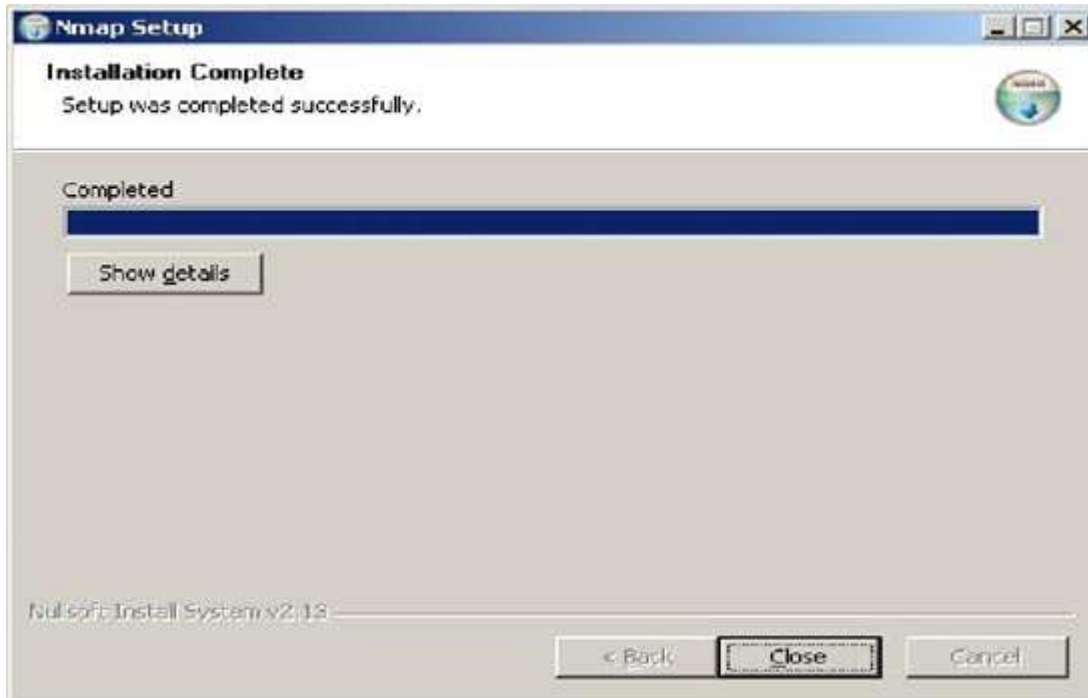 Nmap Setup
Installation Complete
Setup was completed successfully.
Completed
Show details
Nullsoft Install System v2.13
< Back
Close
Cancel